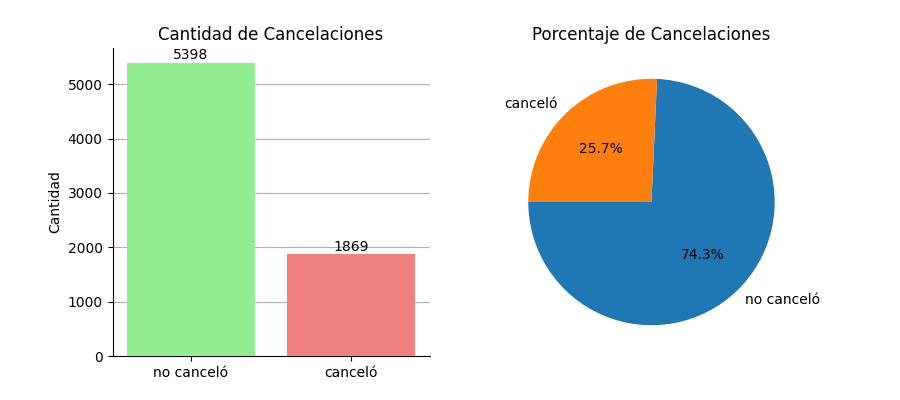 Cantidad de Cancelaciones
5398
5000
4000
3000
2000
1000
0
Cantidad
1869
no canceló
canceló
Porcentaje de Cancelaciones
canceló
25.7%
74.3%
no canceló